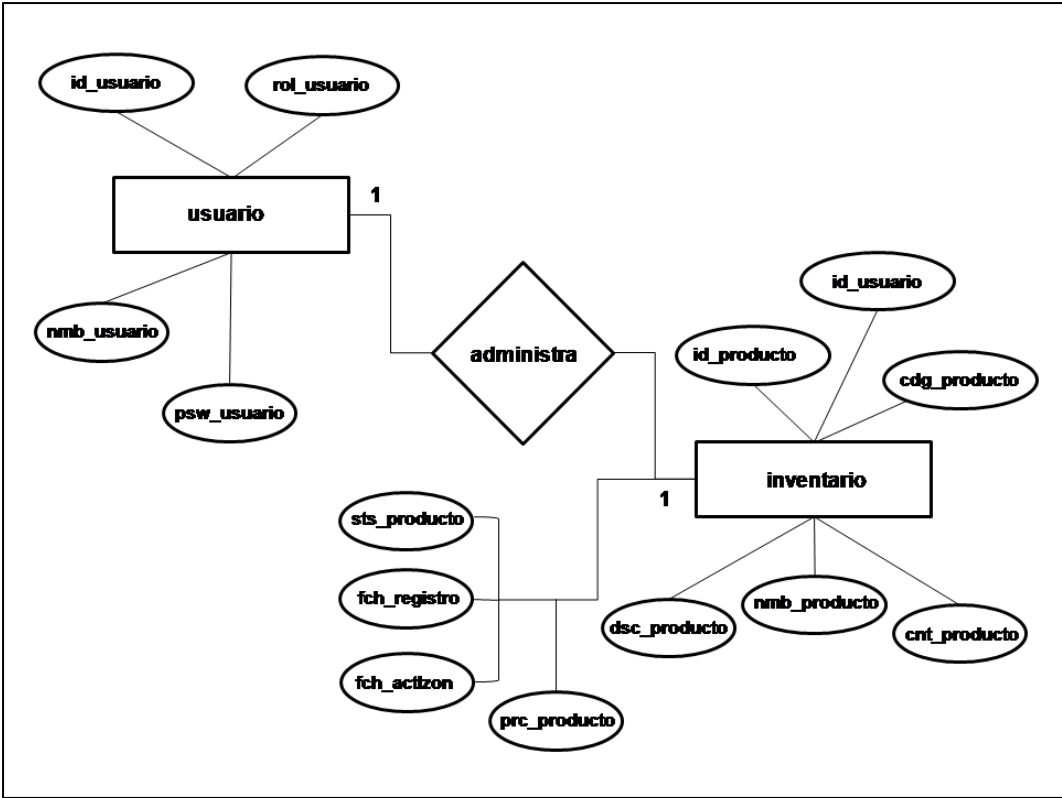 id_usuario
rol_usuario
usuario
1
nmb_usuario
psw_usuario
administra
id_usuario
id_producto
cdg_producto
inventario
1
sts_producto
fch_registro
fch_actlzon
prc_producto
dsc_producto
nmb_producto
cnt_producto